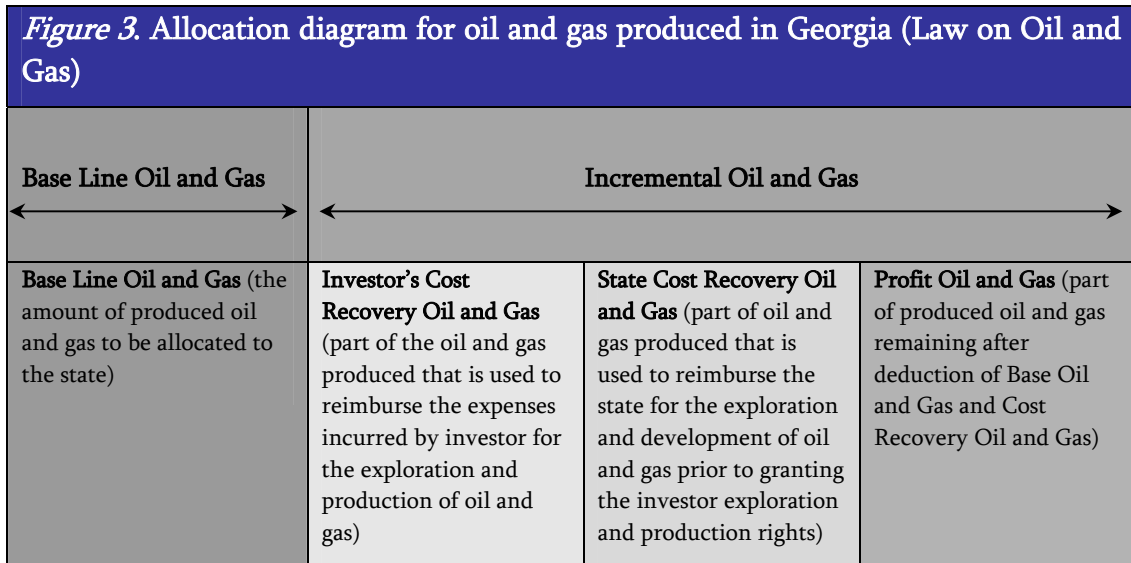 Figure 3. Allocation diagram for oil and gas produced in Georgia (Law on Oil and
Gas)
Base Line Oil and Gas
Incremental Oil and Gas
Base Line Oil and Gas (the
amount of produced oil
and gas to be allocated to
the state)
Investor's Cost
Recovery Oil and Gas
(part of the oil and gas
produced that is used to
reimburse the expenses
incurred by investor for
the exploration and
production of oil and
gas)
State Cost Recovery Oil
and Gas (part of oil and
gas produced that is
used to reimburse the
state for the exploration
and development of oil
and gas prior to granting
the investor exploration
and production rights)
Profit Oil and Gas (part
of produced oil and gas
remaining after
deduction of Base Oil
and Gas and Cost
Recovery Oil and Gas)